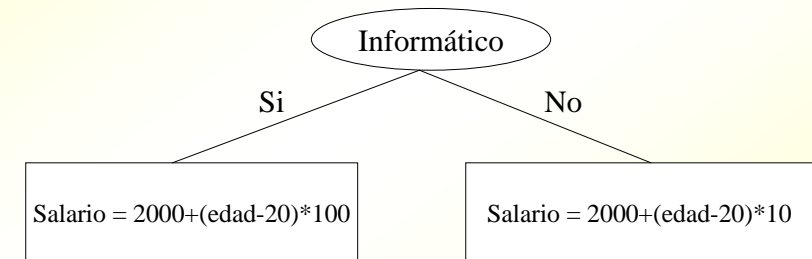 Informático
Si
No
Salario = 2000+(edad-20)*100
Salario = 2000+(edad-20)*10